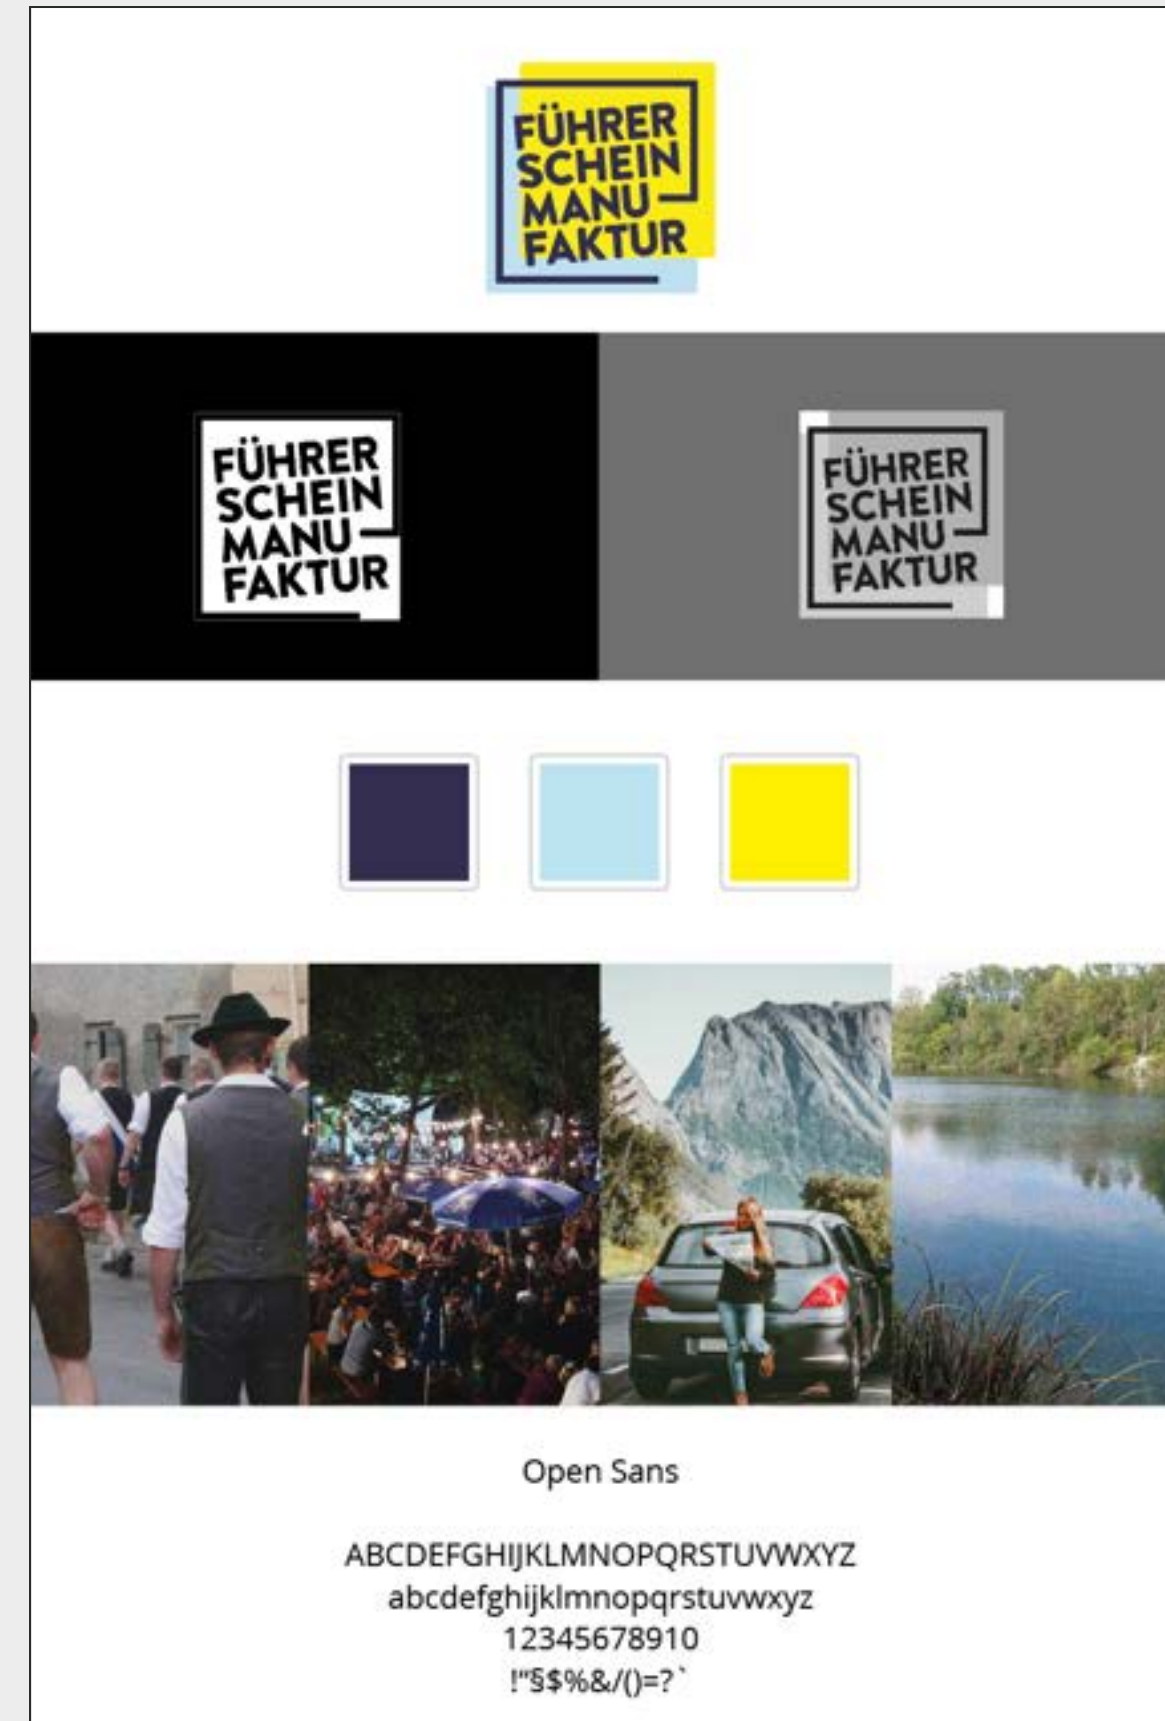 FÜHRER
SCHEIN
MANU
FAKTUR
FÜHRER
SCHEIN
MANU
FAKTUR
FÜHRER
SCHEIN
MANU
FAKTUR
Open Sans
ABCDEFGHIJKLMNOPQRSTUVWXYZ
abcdefghijklmnopqrstuvwxyz
12345678910
!"§$%&/()=?`